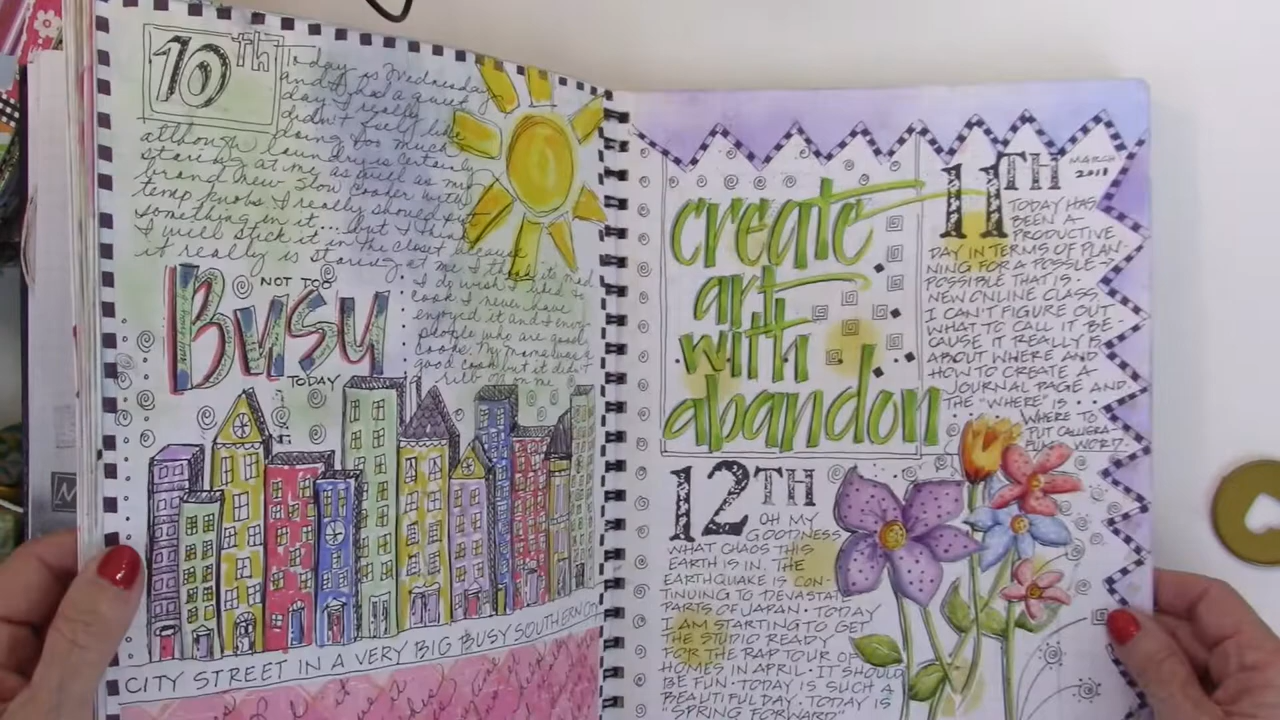 10th
Today is Wednesday
and I had a quiet
day I really
didn't feel like
although doing too much
laundry is certainly
staring at me as well as my
brand new slow cooker with
temp knobs I really should put
something in it... but I think
I will stick it in the closet because
it really is staring at me I think it's mad
I do wish I liked to
cook I never have
enjoyed it and I envy
people who are good
cooks. My mom was a
good cook but it didn't
rub off on me
NOT TOO
Busy
TODAY
CITY STREET IN A VERY BIG BUSY SOUTHERN CITY
create
art
with
abandon
11TH
MARCH
2011
TODAY HAS
BEEN A
PRODUCTIVE
DAY IN TERMS OF PLAN-
NING FOR A POSSLE→
POSSIBLE THAT IS ·
NEW ONLINE CLASS.
I CAN'T FIGURE OUT
WHAT TO CALL IT BE-
CAUSE IT REALLY IS
ABOUT WHERE AND
HOW TO CREATE A
JOURNAL PAGE AND
THE "WHERE" IS · · ·
WHERE TO
PUT CALLIGRA-
WORD.
12TH
OH MY
GOODNESS
WHAT CHAOS THIS
EARTH IS IN. THE
EARTHQUAKE IS CON-
TINUING TO DEVASTATE
PARTS OF JAPAN · TODAY
I AM STARTING TO GET
THE STUDIO READY
FOR THE RAP TOUR OF
HOMES IN APRIL · IT SHOULD
BE FUN · TODAY IS SUCH A
BEAUTIFUL DAY · TODAY IS
"SPRING FORWARD"